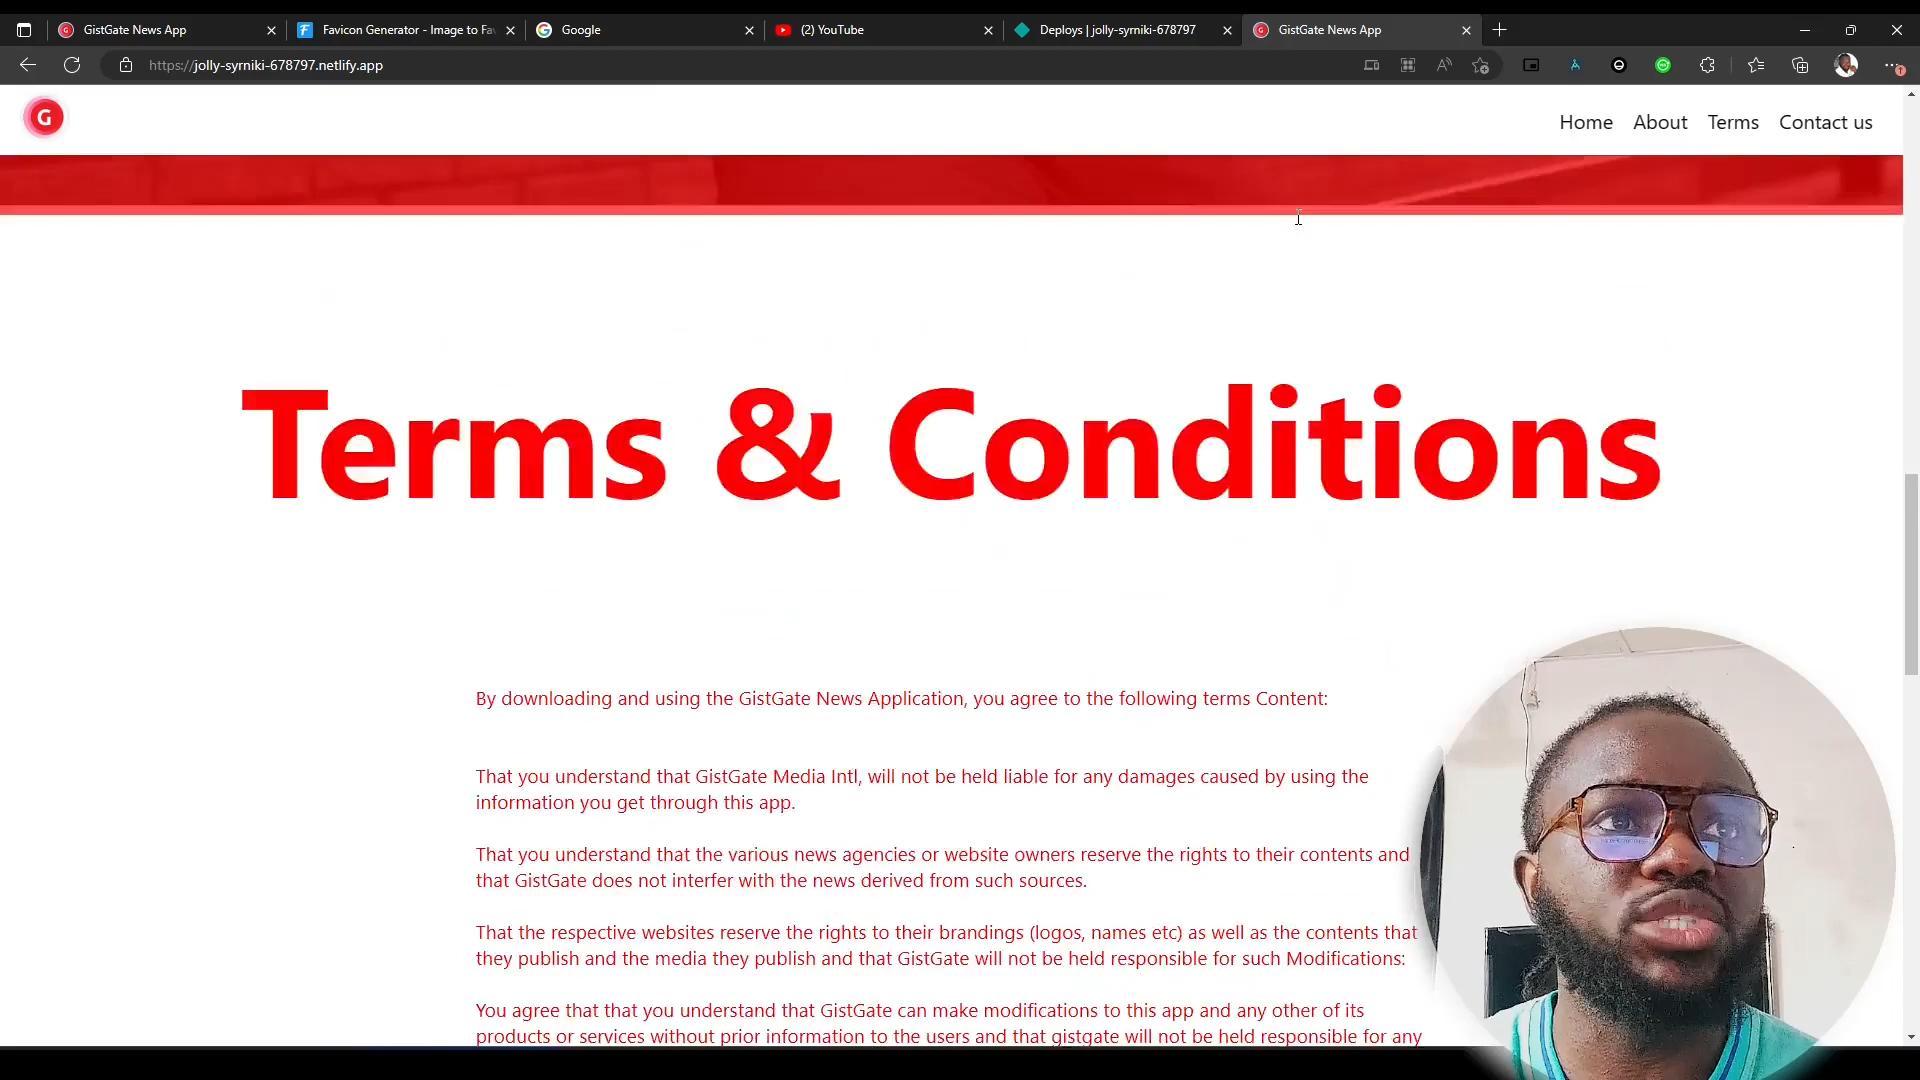 GistGate News App
Favicon Generator - Image to Fav
Google
(2) YouTube
Deploys | jolly-syrniki-678797
GistGate News App
https://jolly-syrniki-678797.netlify.app
G
Home About Terms Contact us
Terms & Conditions
By downloading and using the GistGate News Application, you agree to the following terms Content:
That you understand that GistGate Media Intl, will not be held liable for any damages caused by using the
information you get through this app.
That you understand that the various news agencies or website owners reserve the rights to their contents and
that GistGate does not interfer with the news derived from such sources.
That the respective websites reserve the rights to their brandings (logos, names etc) as well as the contents that
they publish and the media they publish and that GistGate will not be held responsible for such Modifications:
You agree that that you understand that GistGate can make modifications to this app and any other of its
products or services without prior information to the users and that gistgate will not be held responsible for any